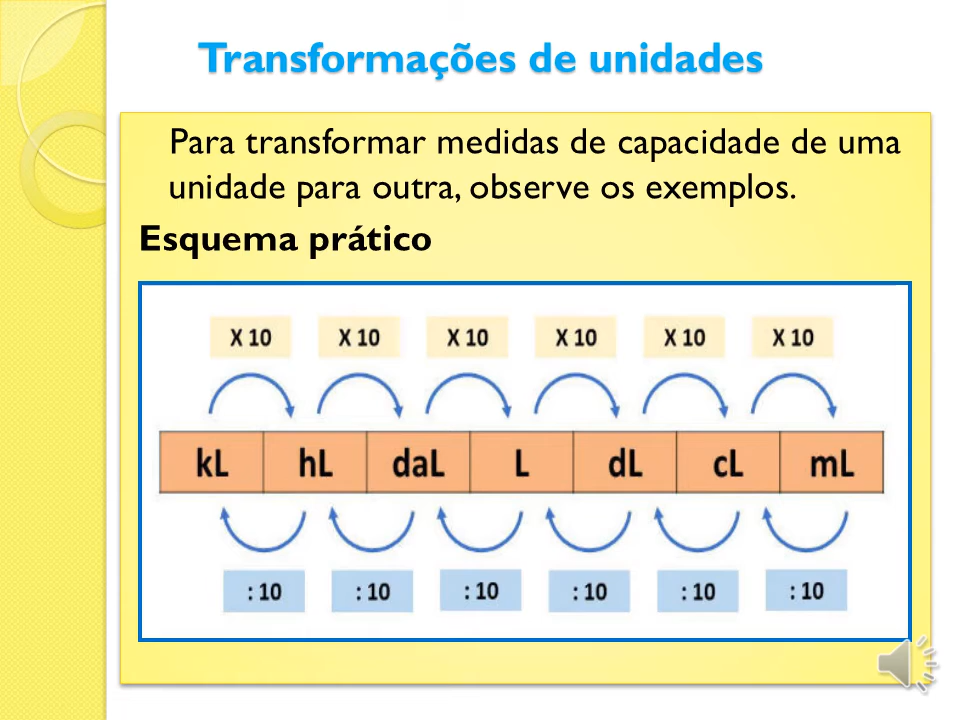 Transformações de unidades
Para transformar medidas de capacidade de uma
unidade para outra, observe os exemplos.
Esquema prático
X 10 X 10 X 10 X 10 X 10 X 10
kL hL daL L dL cL mL
: 10 : 10 : 10 : 10 : 10 : 10